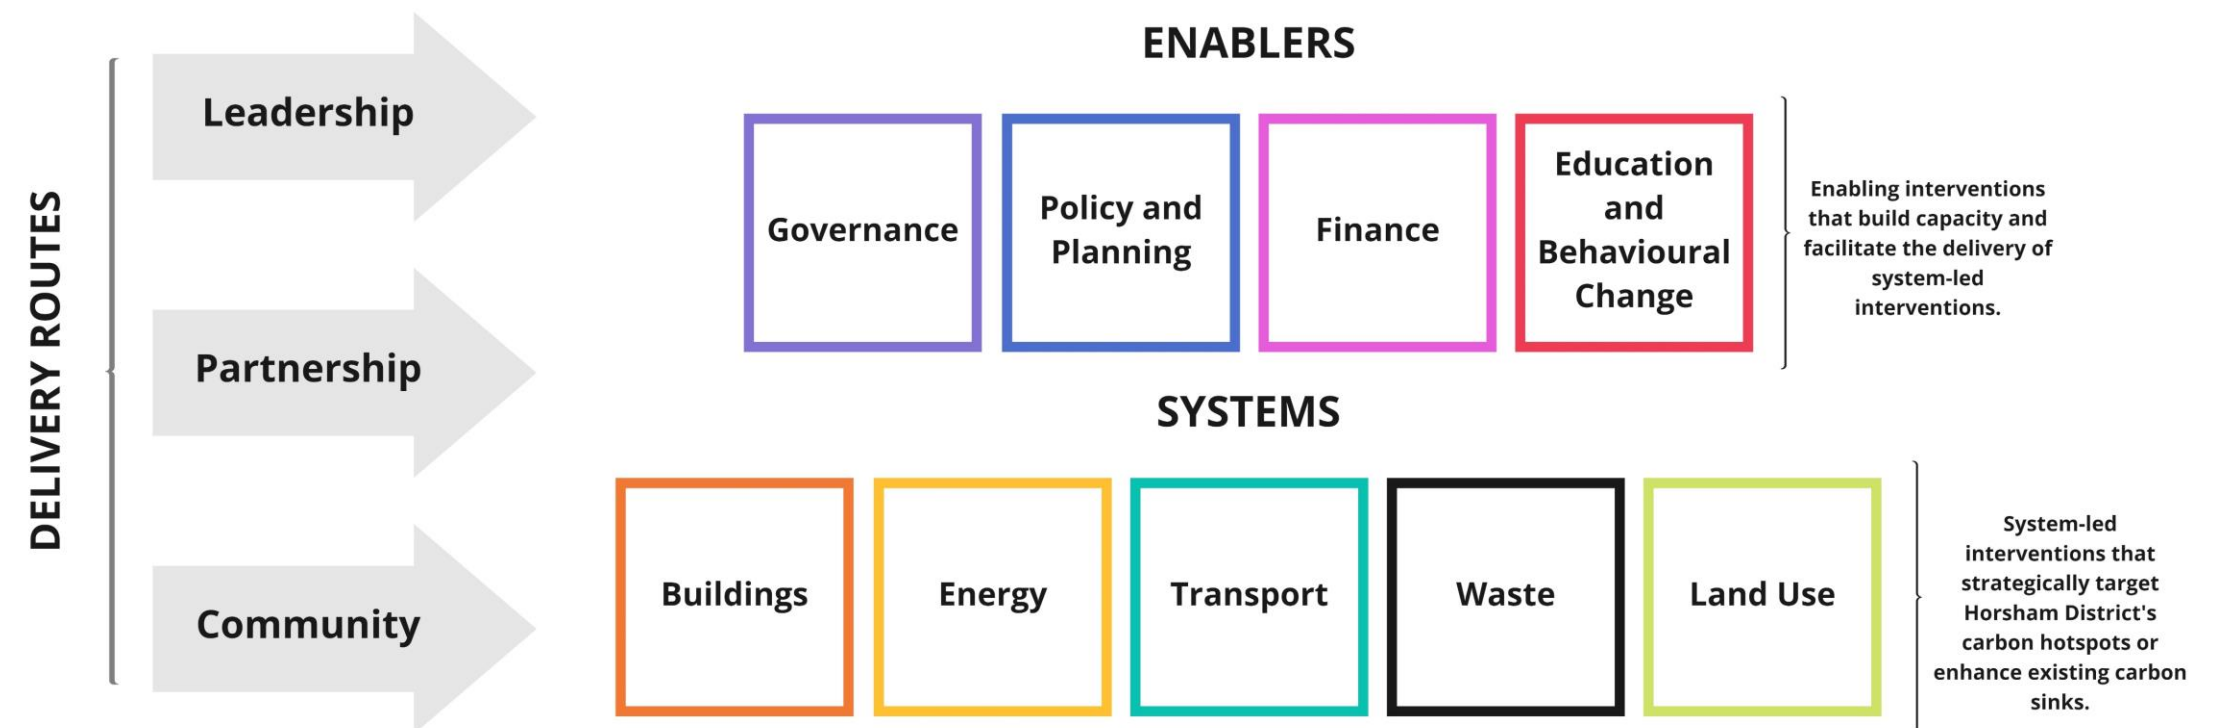 DELIVERY ROUTES
Leadership
Partnership
Community
ENABLERS
Governance
Policy and
Planning
Finance
Education
and
Behavioural
Change
Enabling interventions
that build capacity and
facilitate the delivery of
system-led
interventions.
SYSTEMS
Buildings
Energy
Transport
Waste
Land Use
System-led
interventions that
strategically target
Horsham District's
carbon hotspots or
enhance existing carbon
sinks.